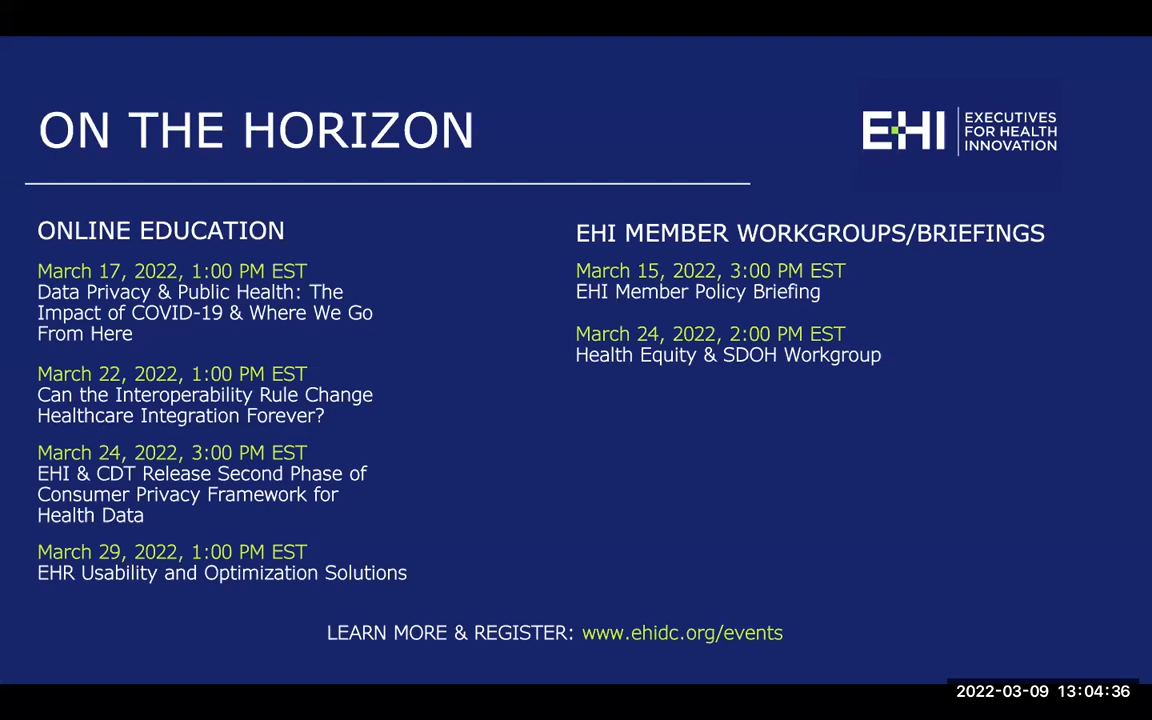 ON THE HORIZON
EHI
EXECUTIVES
FOR HEALTH
INNOVATION
ONLINE EDUCATION
March 17, 2022, 1:00 PM EST
Data Privacy & Public Health: The
Impact of COVID-19 & Where We Go
From Here
March 22, 2022, 1:00 PM EST
Can the Interoperability Rule Change
Healthcare Integration Forever?
March 24, 2022, 3:00 PM EST
EHI & CDT Release Second Phase of
Consumer Privacy Framework for
Health Data
March 29, 2022, 1:00 PM EST
EHR Usability and Optimization Solutions
EHI MEMBER WORKGROUPS/BRIEFINGS
March 15, 2022, 3:00 PM EST
EHI Member Policy Briefing
March 24, 2022, 2:00 PM EST
Health Equity & SDOH Workgroup
LEARN MORE & REGISTER: www.ehidc.org/events
2022-03-09 13:04:36